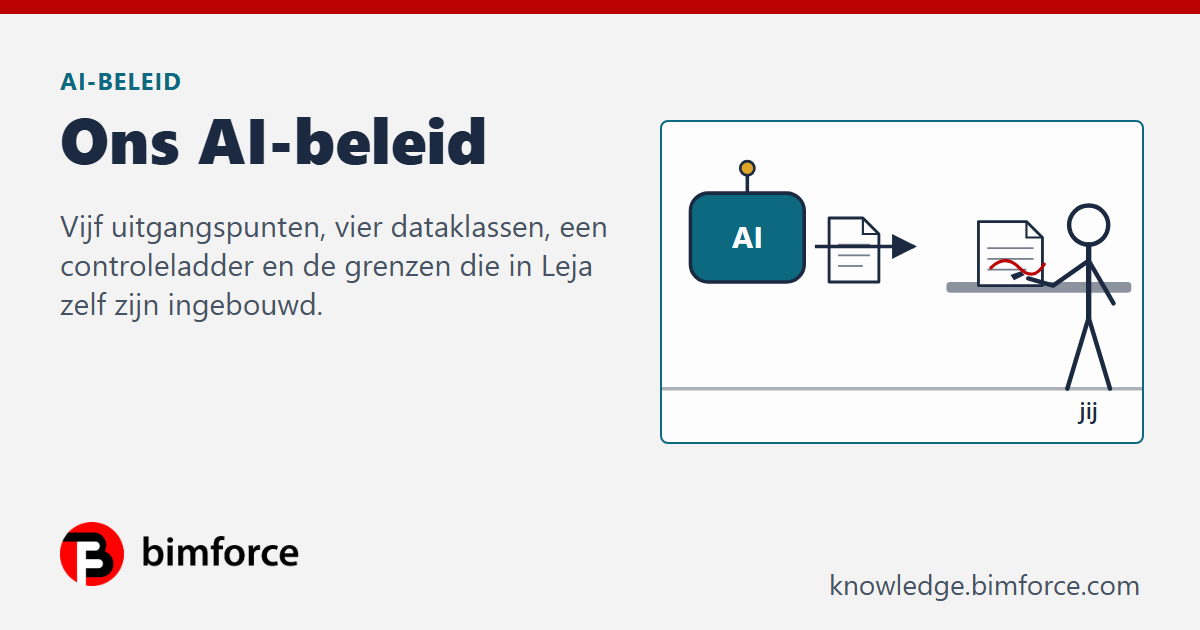 AI-BELEID
Ons AI-beleid
Vijf uitgangspunten, vier dataklassen, een
controleladder en de grenzen die in Leja
zelf zijn ingebouwd.
AI
jij
B bimforce
knowledge.bimforce.com